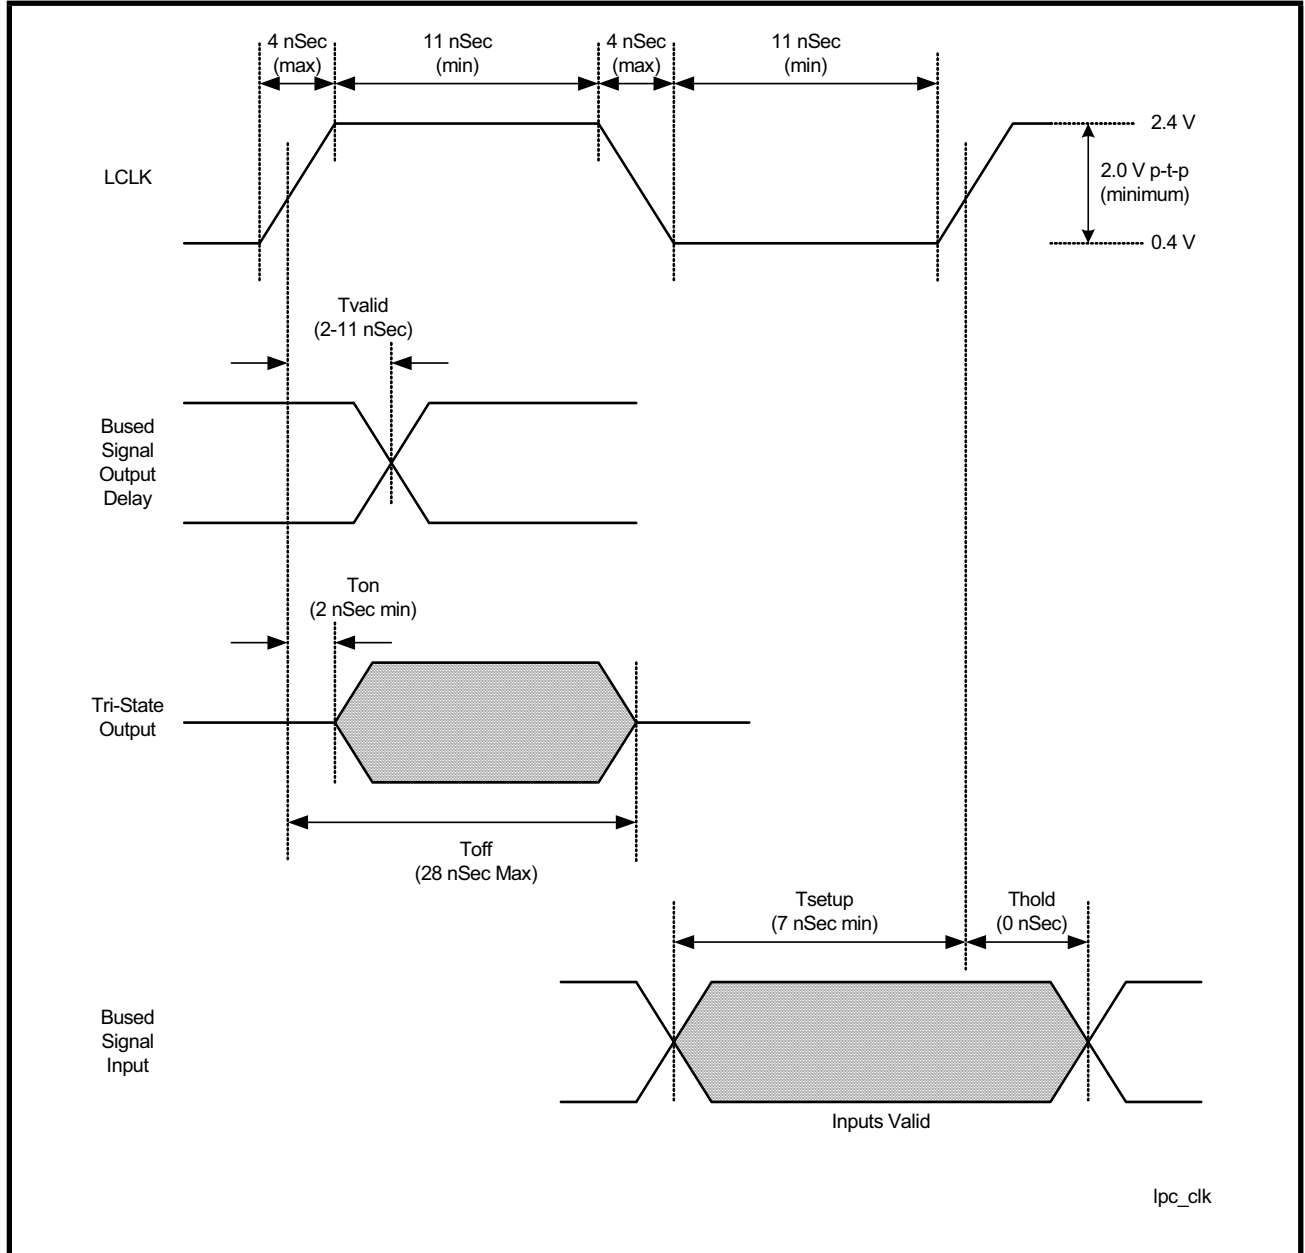 4 nSec
(max)
11 nSec
(min)
4 nSec
(max)
11 nSec
(min)
LCLK
2.4 V
2.0 V p-t-p
(minimum)
0.4 V
Tvalid
(2-11 nSec)
Bused
Signal
Output
Delay
Ton
(2 nSec min)
Tri-State
Output
Toff
(28 nSec Max)
Tsetup
(7 nSec min)
Thold
(0 nSec)
Bused
Signal
Input
Inputs Valid
lpc_clk